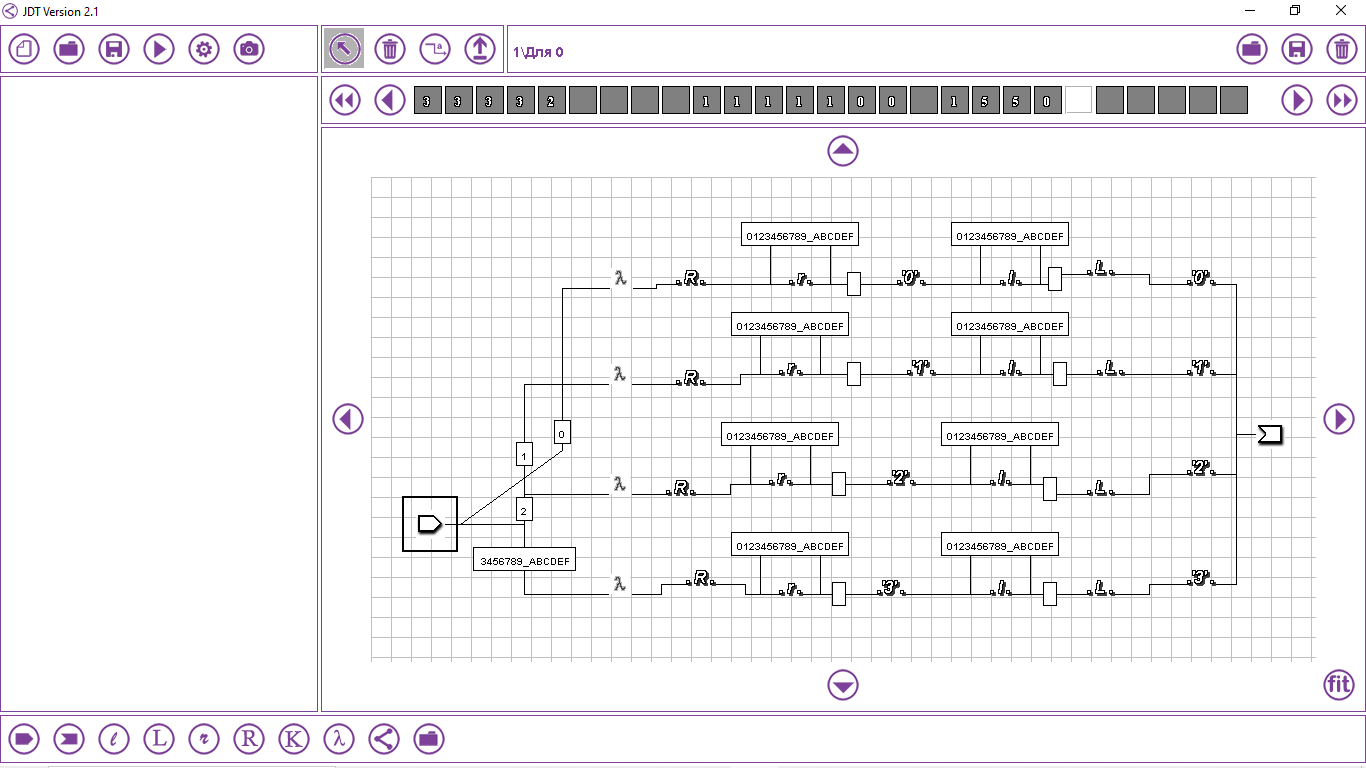 JDT Version 2.1
a
1\Для 0
3 3 3 3 2 1 1 1 1 1 0 0 1 5 5 0
0123456789_ABCDEF 0123456789_ABCDEF
λ .R. .r. .'0'. .l. .L. .'0'.
0123456789_ABCDEF 0123456789_ABCDEF
λ .R. .r. .'1'. .l. .L. .'1'.
0
0123456789_ABCDEF 0123456789_ABCDEF
1
λ .R. .r. .'2'. .l. .L. .'2'.
2
0123456789_ABCDEF 0123456789_ABCDEF
3456789_ABCDEF
λ .R. .r. .'3'. .l. .L. .'3'.
fit
l L r R K λ